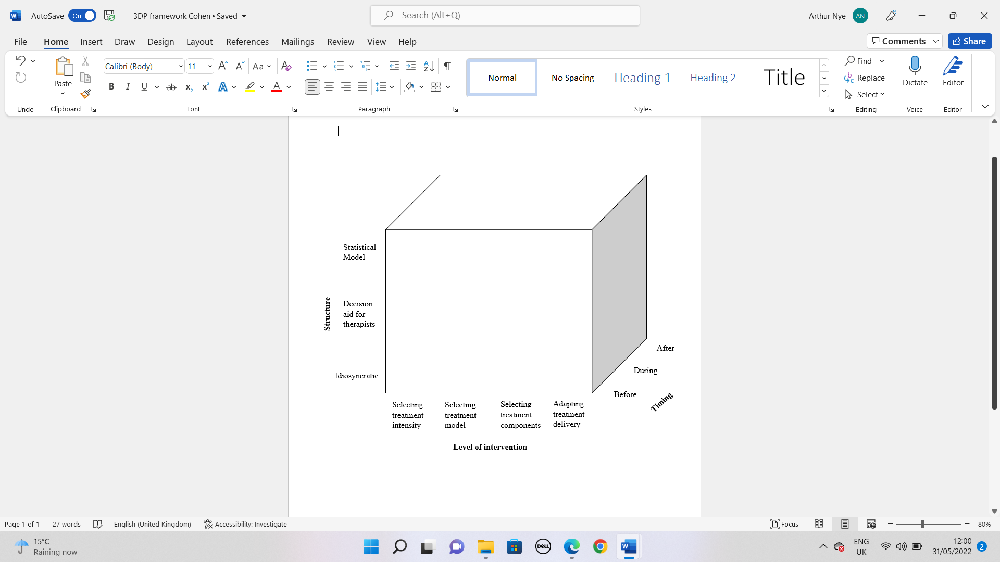 AutoSave On 3DP framework Cohen • Saved Search (Alt+Q) Arthur Nye AN
File Home Insert Draw Design Layout References Mailings Review View Help Comments Share
Paste
Calibri (Body) 11 Aa
Normal No Spacing Heading 1 Heading 2 Title
Find
Replace
Select
Dictate Editor
Undo Clipboard Font Paragraph Styles Editing Voice Editor
Statistical
Model
Structure
Decision
aid for
therapists
Idiosyncratic
After
During
Before
Timing
Selecting
treatment
intensity
Selecting
treatment
model
Selecting
treatment
components
Adapting
treatment
delivery
Level of intervention
Page 1 of 1 27 words English (United Kingdom) Accessibility: Investigate Focus 80%
15°C
Raining now
DELL
ENG
UK
12:00
31/05/2022
2